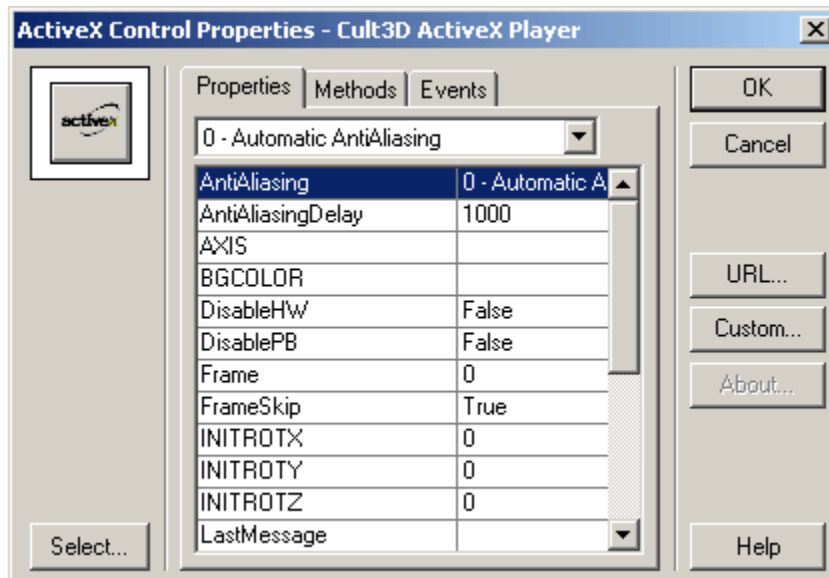 ActiveX Control Properties - Cult3D ActiveX Player
activex
Properties Methods Events
0 - Automatic AntiAliasing
AntiAliasing 0 - Automatic A
AntiAliasingDelay 1000
AXIS
BGCOLOR
DisableHW False
DisablePB False
Frame 0
FrameSkip True
INITROTX 0
INITROTY 0
INITROTZ 0
LastMessage
OK
Cancel
URL...
Custom...
About...
Select...
Help